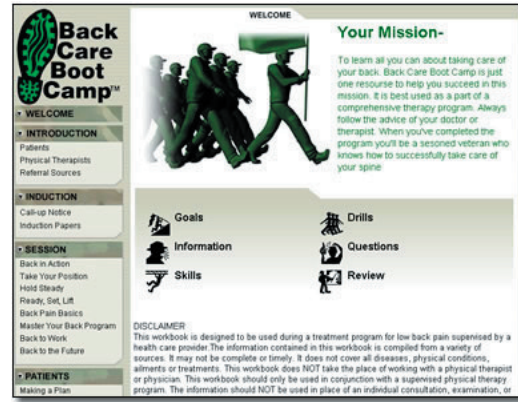 Back
Care
Boot
Camp™
WELCOME
INTRODUCTION
Patients
Physical Therapists
Referral Sources
INDUCTION
Call-up Notice
Induction Papers
SESSION
Back in Action
Take Your Position
Hold Steady
Ready, Set, Lift
Back Pain Basics
Master Your Back Program
Back to Work
Back to the Future
PATIENTS
Making a Plan
WELCOME
Your Mission-
To learn all you can about taking care of
your back. Back Care Boot Camp is just
one resourse to help you succeed in this
mission. It is best used as a part of a
comprehensive therapy program. Always
follow the advice of your doctor or
therapist. When you've completed the
program you'll be a sesoned veteran who
knows how to successfully take care of
your spine
Goals
Drills
Information
Questions
Skills
Review
DISCLAIMER
This workbook is designed to be used during a treatment program for low back pain supenised by a
health care provider.The information contained in this workbook is compiled from a variety of
sources. It may not be complete or timely. It does not cover all diseases, physical conditions,
ailments or treatments. This workbook does NOT take the place of working with a physical therapist
or physician. This workbook should only be used in conjunction with a supervised physical therapy
program. The information should NOT be used in place of an individual consultation, examination, or